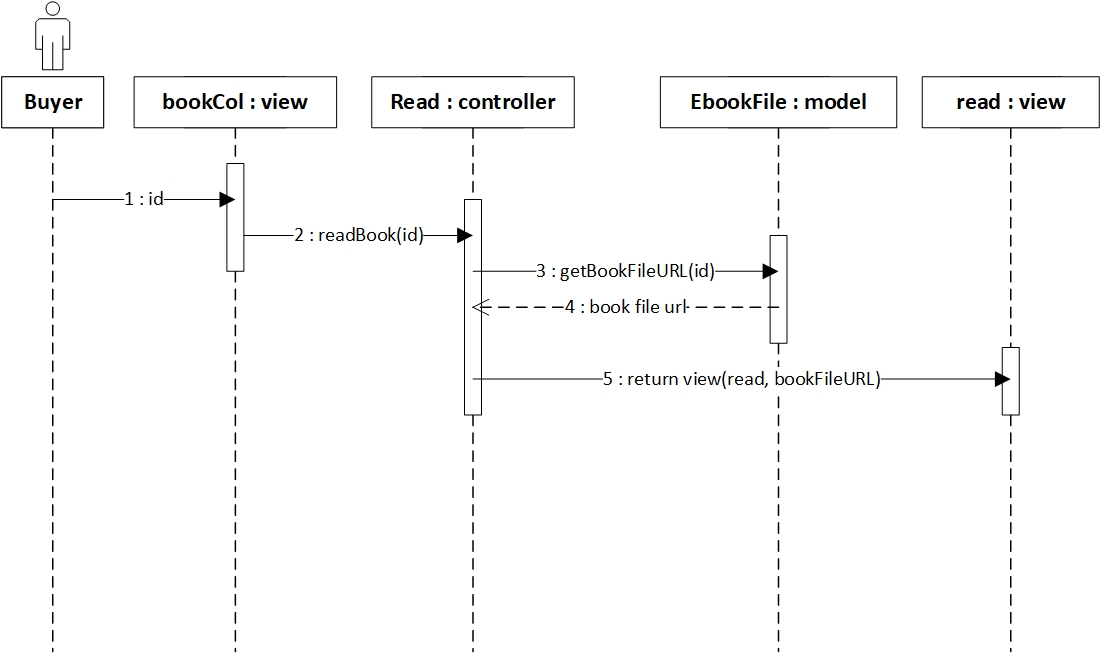 Buyer
bookCol : view
Read : controller
EbookFile : model
read : view
1 : id
2 : readBook(id)
3 : getBookFileURL(id)
4 : book file url
5 : return view(read, bookFileURL)